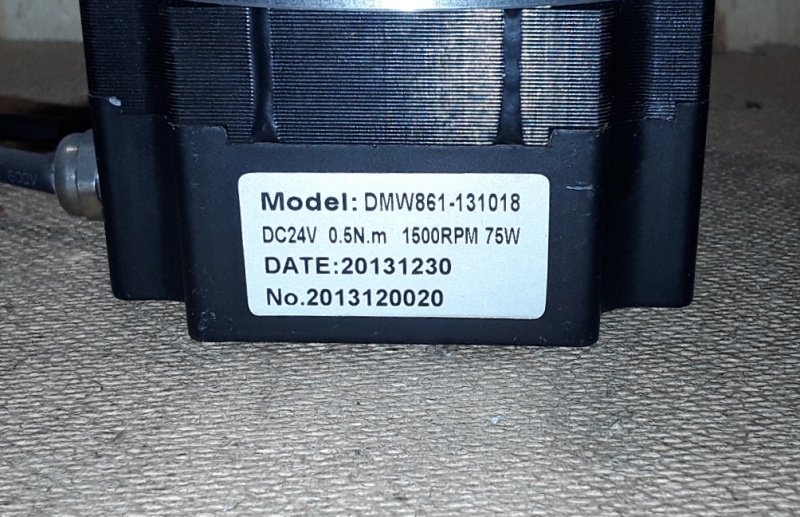 Model: DMW861-131018
DC24V 0.5N.m 1500RPM 75W
DATE:20131230
No.2013120020